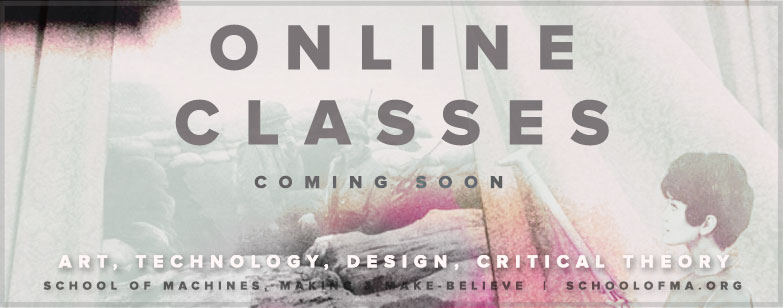 ONLINE
CLASSES
COMING SOON
ART, TECHNOLOGY, DESIGN, CRITICAL THEORY
SCHOOL OF MACHINES, MAKING & MAKE-BELIEVE | SCHOOLOFMA.ORG